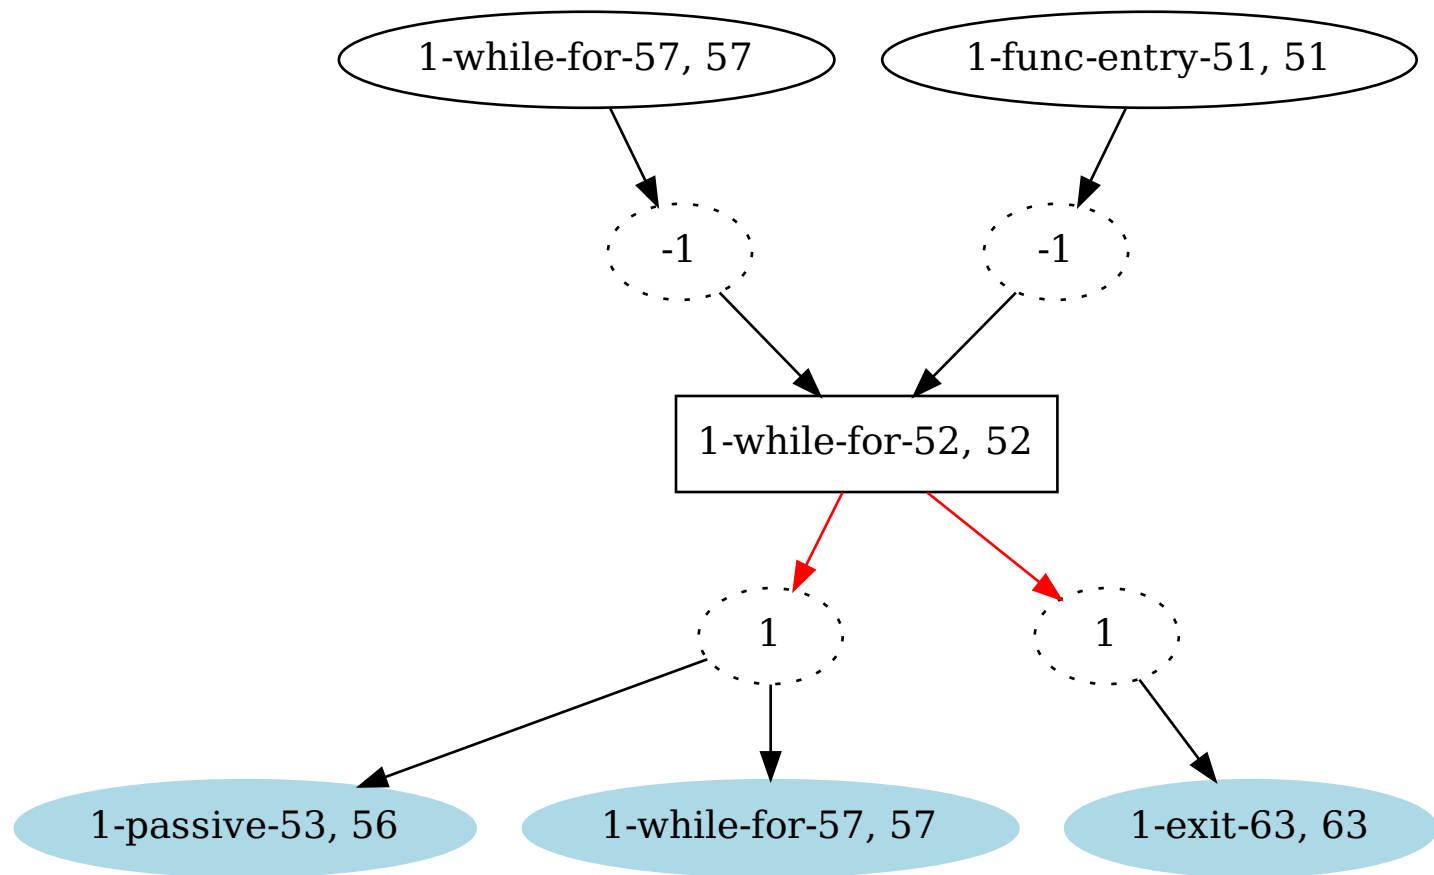 1-while-for-57, 57
1-func-entry-51, 51
-1
-1
1-while-for-52, 52
1
1
1-passive-53, 56
1-while-for-57, 57
1-exit-63, 63